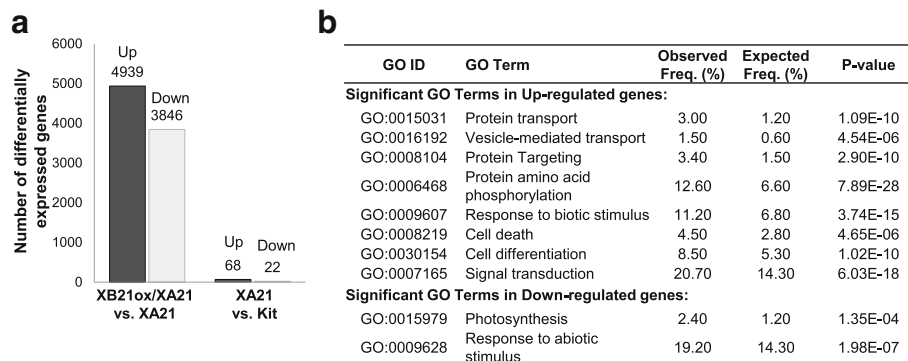 a
Number of differentially
expressed genes
6000
5000
4000
3000
2000
1000
0
Up
4939
Down
3846
Up
68
Down
22
XB21ox/XA21
vs. XA21
XA21
vs. Kit
b
GO ID GO Term Observed Freq. (%) Expected Freq. (%) P-value
Significant GO Terms in Up-regulated genes:
GO:0015031 Protein transport 3.00 1.20 1.09E-10
GO:0016192 Vesicle-mediated transport 1.50 0.60 4.54E-06
GO:0008104 Protein Targeting 3.40 1.50 2.90E-10
GO:0006468 Protein amino acid phosphorylation 12.60 6.60 7.89E-28
GO:0009607 Response to biotic stimulus 11.20 6.80 3.74E-15
GO:0008219 Cell death 4.50 2.80 4.65E-06
GO:0030154 Cell differentiation 8.50 5.30 1.02E-10
GO:0007165 Signal transduction 20.70 14.30 6.03E-18
Significant GO Terms in Down-regulated genes:
GO:0015979 Photosynthesis 2.40 1.20 1.35E-04
GO:0009628 Response to abiotic stimulus 19.20 14.30 1.98E-07